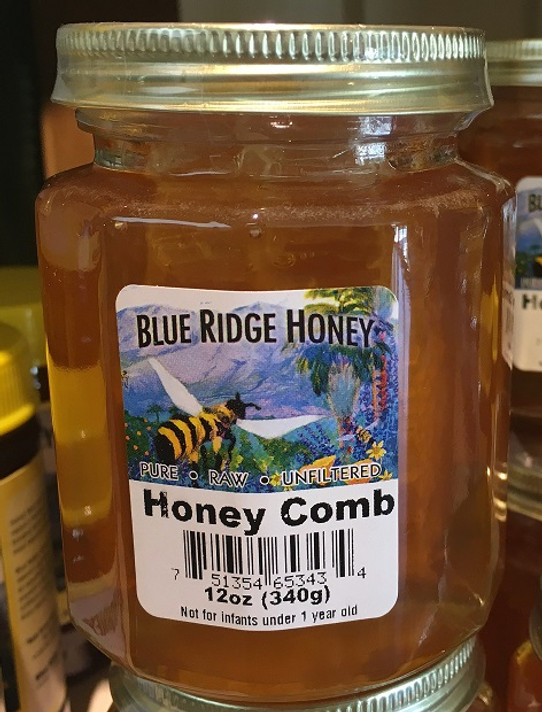 BLUE RIDGE HONEY
PURE • RAW • UNFILTERED
Honey Comb
7 51354 65343 4
12oz (340g)
Not for infants under 1 year old